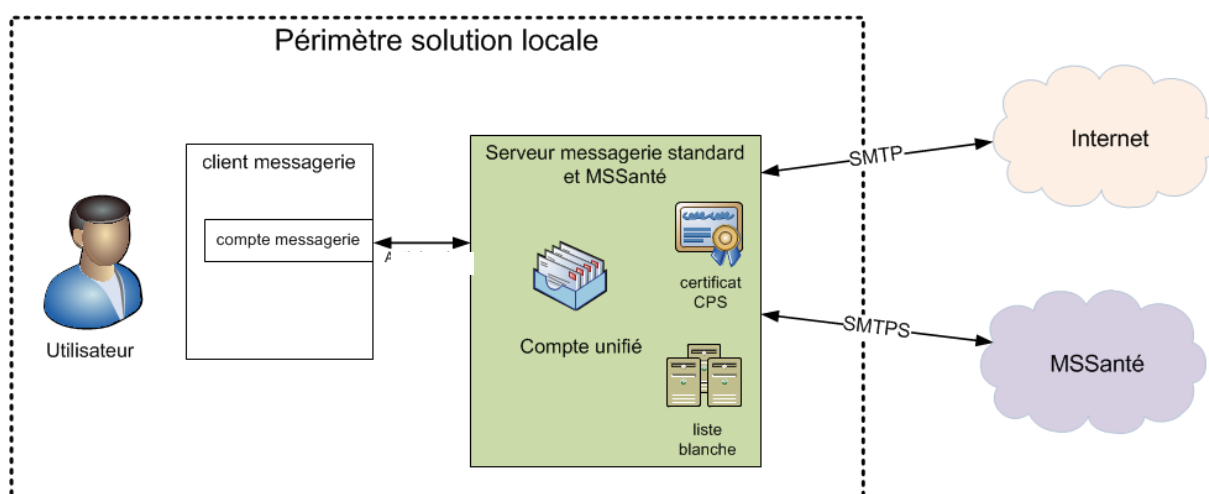 Périmètre solution locale
client messagerie
compte messagerie
Utilisateur
Serveur messagerie standard
et MSSanté
certificat
CPS
Compte unifié
liste
blanche
SMTP
SMTPS
Internet
MSSanté